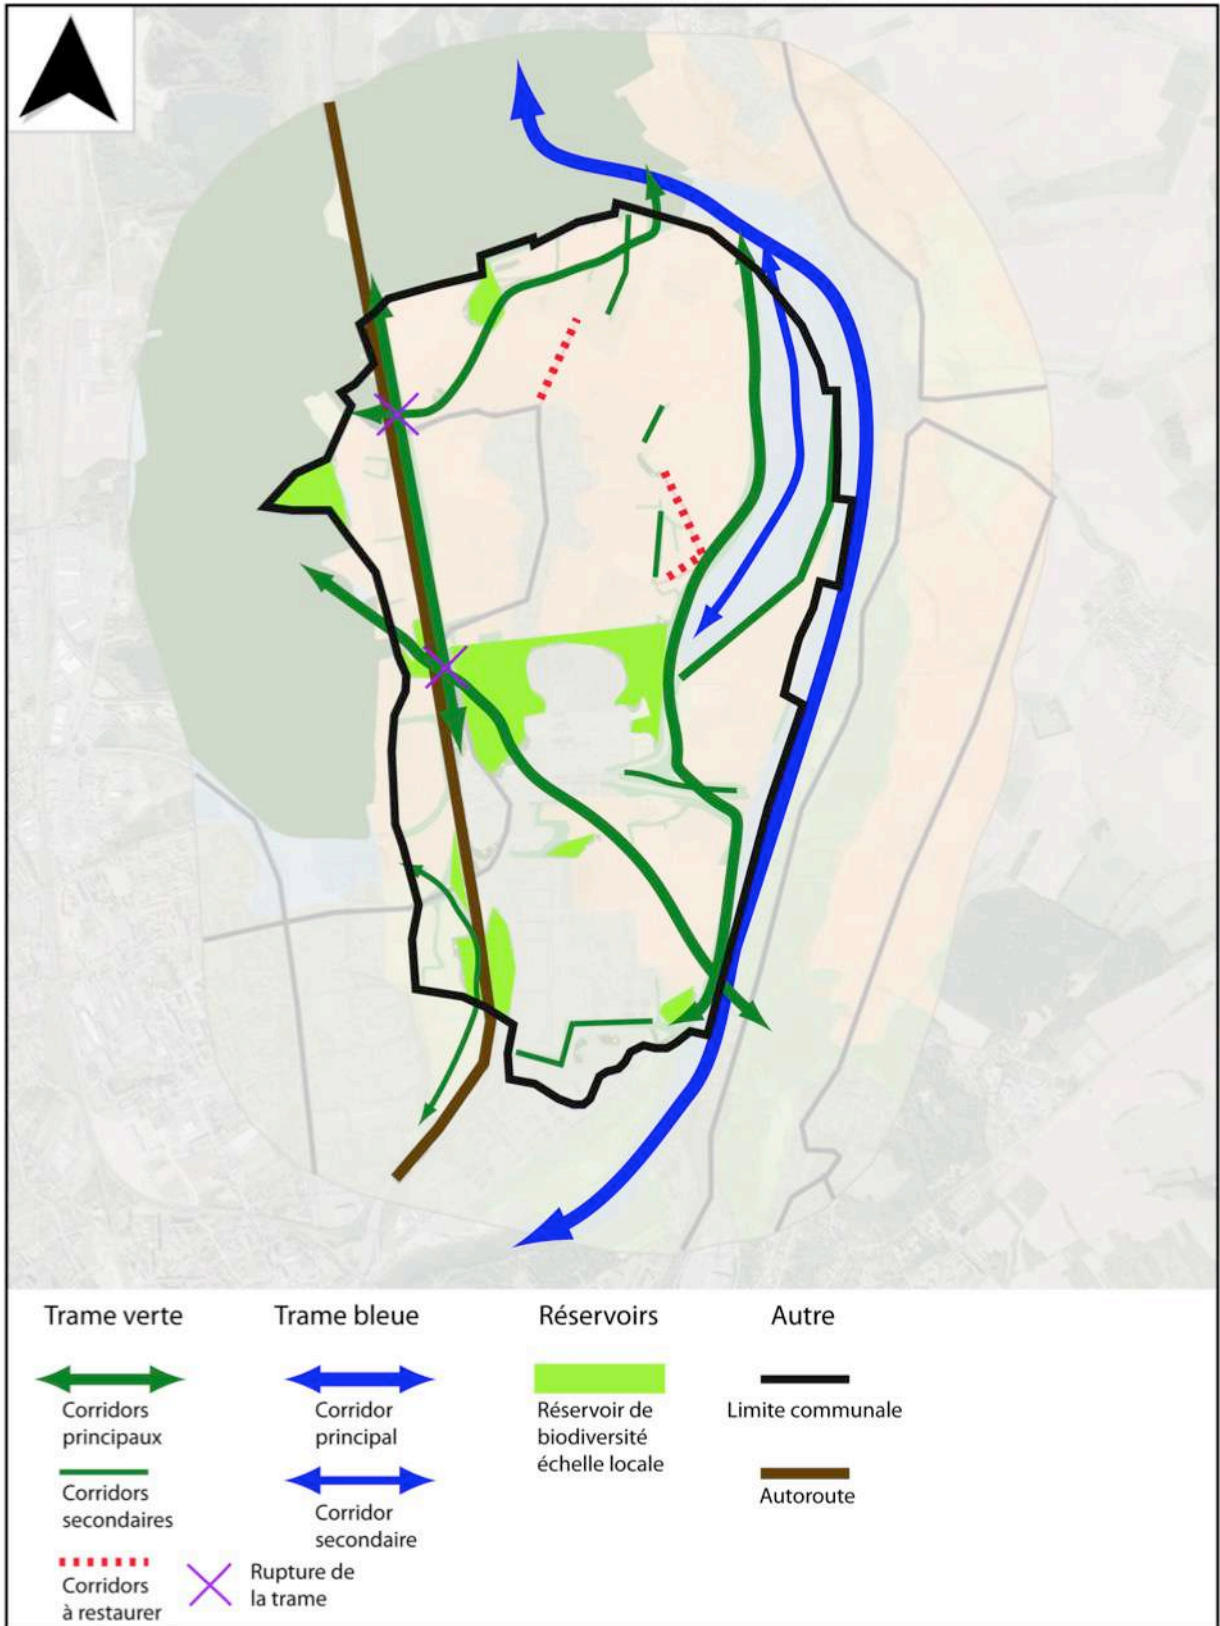 Trame verte
Trame bleue
Réservoirs
Autre
Corridors
principaux
Corridor
principal
Réservoir de
biodiversité
échelle locale
Limite communale
Corridors
secondaires
Corridor
secondaire
Autoroute
Corridors
à restaurer
Rupture de
la trame